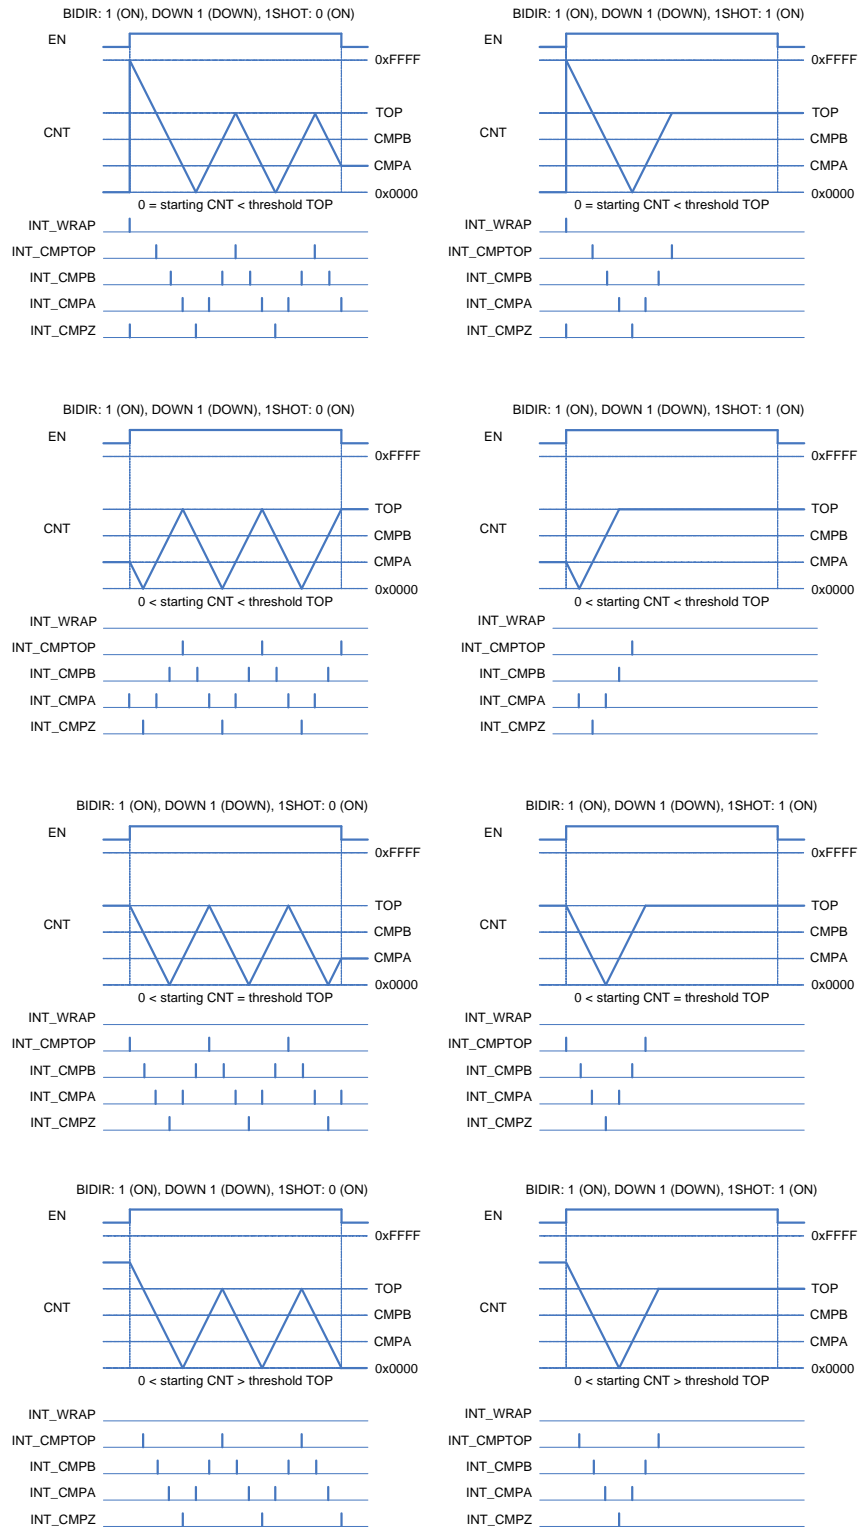 BIDIR: 1 (ON), DOWN 1 (DOWN), 1SHOT: 0 (ON)
EN
0xFFFF
TOP
CNT
CMPB
CMPA
0x0000
0 = starting CNT < threshold TOP
INT_WRAP
INT_CMPTOP
INT_CMPB
INT_CMPA
INT_CMPZ
BIDIR: 1 (ON), DOWN 1 (DOWN), 1SHOT: 1 (ON)
EN
0xFFFF
TOP
CNT
CMPB
CMPA
0x0000
0 = starting CNT < threshold TOP
INT_WRAP
INT_CMPTOP
INT_CMPB
INT_CMPA
INT_CMPZ
BIDIR: 1 (ON), DOWN 1 (DOWN), 1SHOT: 0 (ON)
EN
0xFFFF
TOP
CNT
CMPB
CMPA
0x0000
0 < starting CNT < threshold TOP
INT_WRAP
INT_CMPTOP
INT_CMPB
INT_CMPA
INT_CMPZ
BIDIR: 1 (ON), DOWN 1 (DOWN), 1SHOT: 1 (ON)
EN
0xFFFF
TOP
CNT
CMPB
CMPA
0x0000
0 < starting CNT < threshold TOP
INT_WRAP
INT_CMPTOP
INT_CMPB
INT_CMPA
INT_CMPZ
BIDIR: 1 (ON), DOWN 1 (DOWN), 1SHOT: 0 (ON)
EN
0xFFFF
TOP
CNT
CMPB
CMPA
0x0000
0 < starting CNT = threshold TOP
INT_WRAP
INT_CMPTOP
INT_CMPB
INT_CMPA
INT_CMPZ
BIDIR: 1 (ON), DOWN 1 (DOWN), 1SHOT: 1 (ON)
EN
0xFFFF
TOP
CNT
CMPB
CMPA
0x0000
0 < starting CNT = threshold TOP
INT_WRAP
INT_CMPTOP
INT_CMPB
INT_CMPA
INT_CMPZ
BIDIR: 1 (ON), DOWN 1 (DOWN), 1SHOT: 0 (ON)
EN
0xFFFF
TOP
CNT
CMPB
CMPA
0x0000
0 < starting CNT > threshold TOP
INT_WRAP
INT_CMPTOP
INT_CMPB
INT_CMPA
INT_CMPZ
BIDIR: 1 (ON), DOWN 1 (DOWN), 1SHOT: 1 (ON)
EN
0xFFFF
TOP
CNT
CMPB
CMPA
0x0000
0 < starting CNT > threshold TOP
INT_WRAP
INT_CMPTOP
INT_CMPB
INT_CMPA
INT_CMPZ